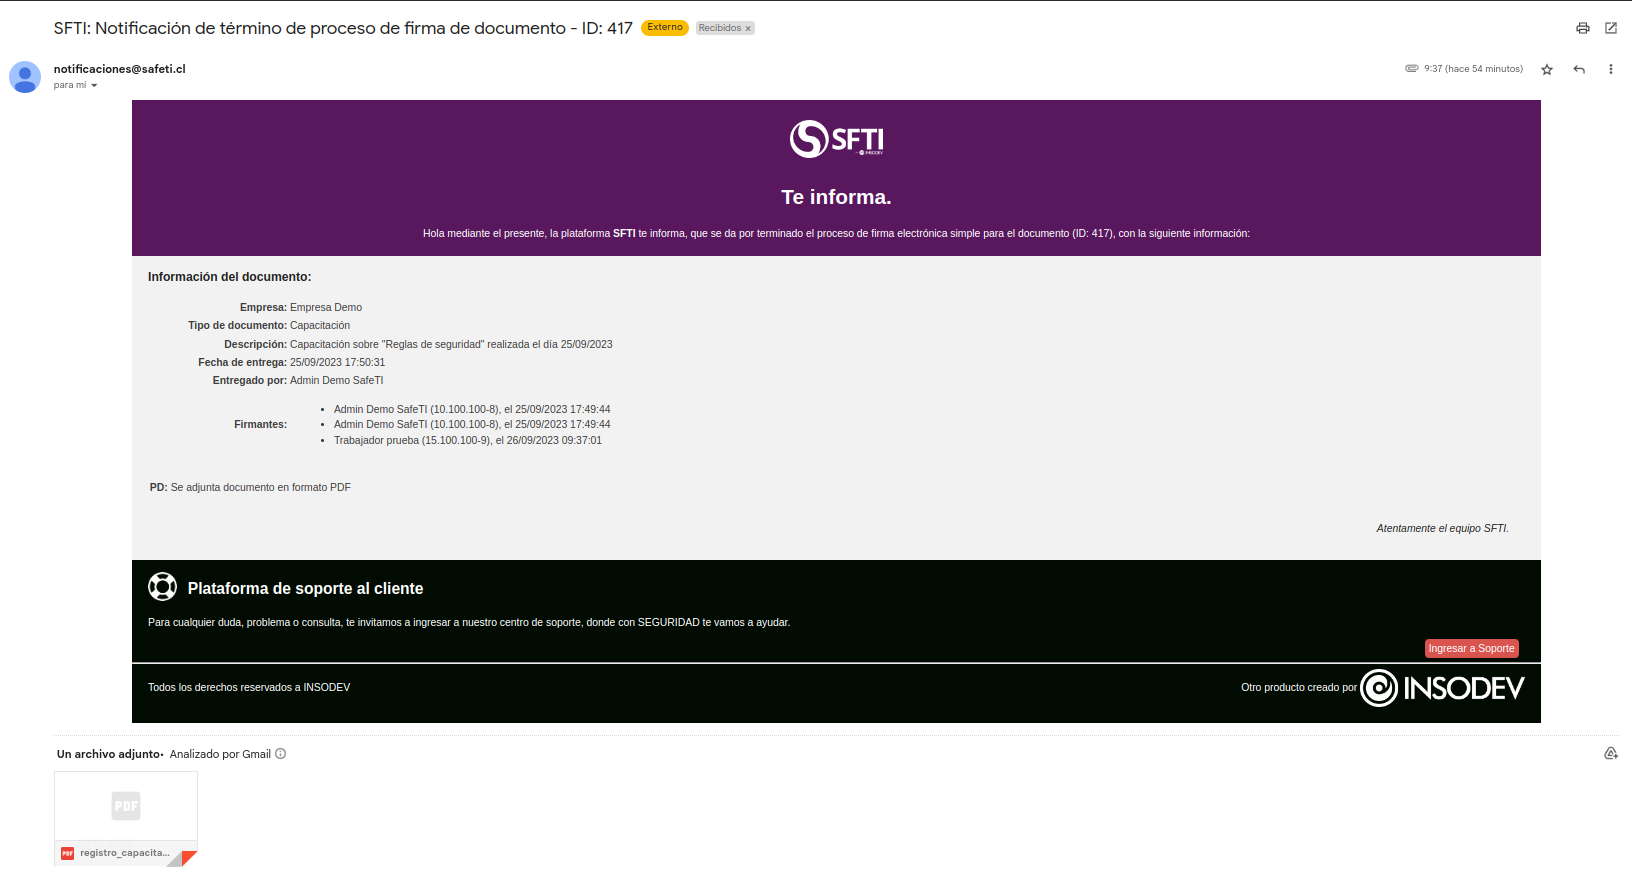 SFTI: Notificación de término de proceso de firma de documento - ID: 417 Externo Recibidos ×
notificaciones@safeti.cl 9:37 (hace 54 minutos)
para mí
SFTI
INSODEV
Te informa.
Hola mediante el presente, la plataforma SFTI te informa, que se da por terminado el proceso de firma electrónica simple para el documento (ID: 417), con la siguiente información:
Información del documento:
Empresa: Empresa Demo
Tipo de documento: Capacitación
Descripción: Capacitación sobre "Reglas de seguridad" realizada el día 25/09/2023
Fecha de entrega: 25/09/2023 17:50:31
Entregado por: Admin Demo SafeTI
Firmantes:
• Admin Demo SafeTI (10.100.100-8), el 25/09/2023 17:49:44
• Admin Demo SafeTI (10.100.100-8), el 25/09/2023 17:49:44
• Trabajador prueba (15.100.100-9), el 26/09/2023 09:37:01
PD: Se adjunta documento en formato PDF
Atentamente el equipo SFTI.
Plataforma de soporte al cliente
Para cualquier duda, problema o consulta, te invitamos a ingresar a nuestro centro de soporte, donde con SEGURIDAD te vamos a ayudar.
Ingresar a Soporte
Todos los derechos reservados a INSODEV Otro producto creado por INSODEV
Un archivo adjunto• Analizado por Gmail
PDF
PDF registro_capacita...